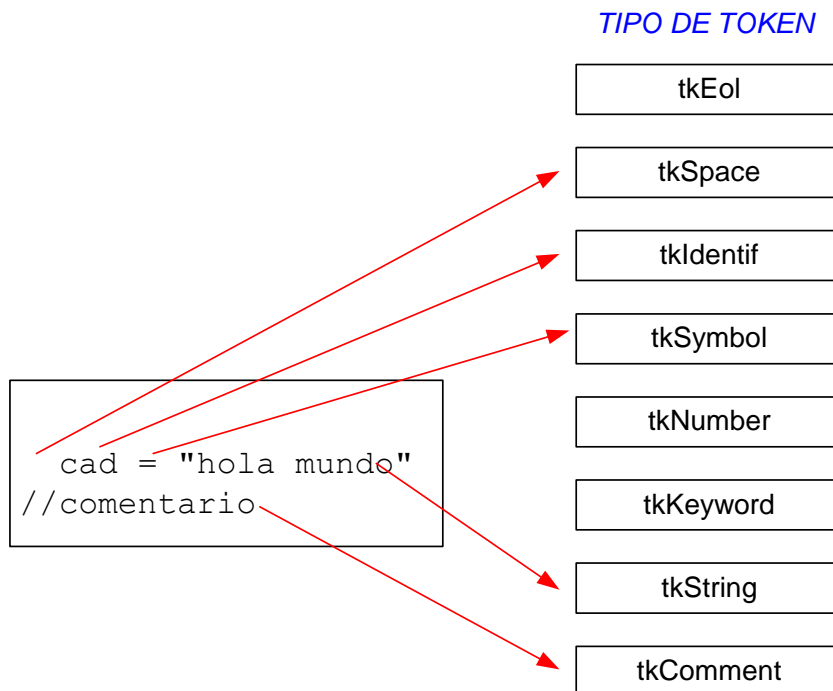 TIPO DE TOKEN
tkEol
tkSpace
tkIdentif
tkSymbol
tkNumber
tkKeyword
tkString
tkComment
cad = "hola mundo"
//comentario